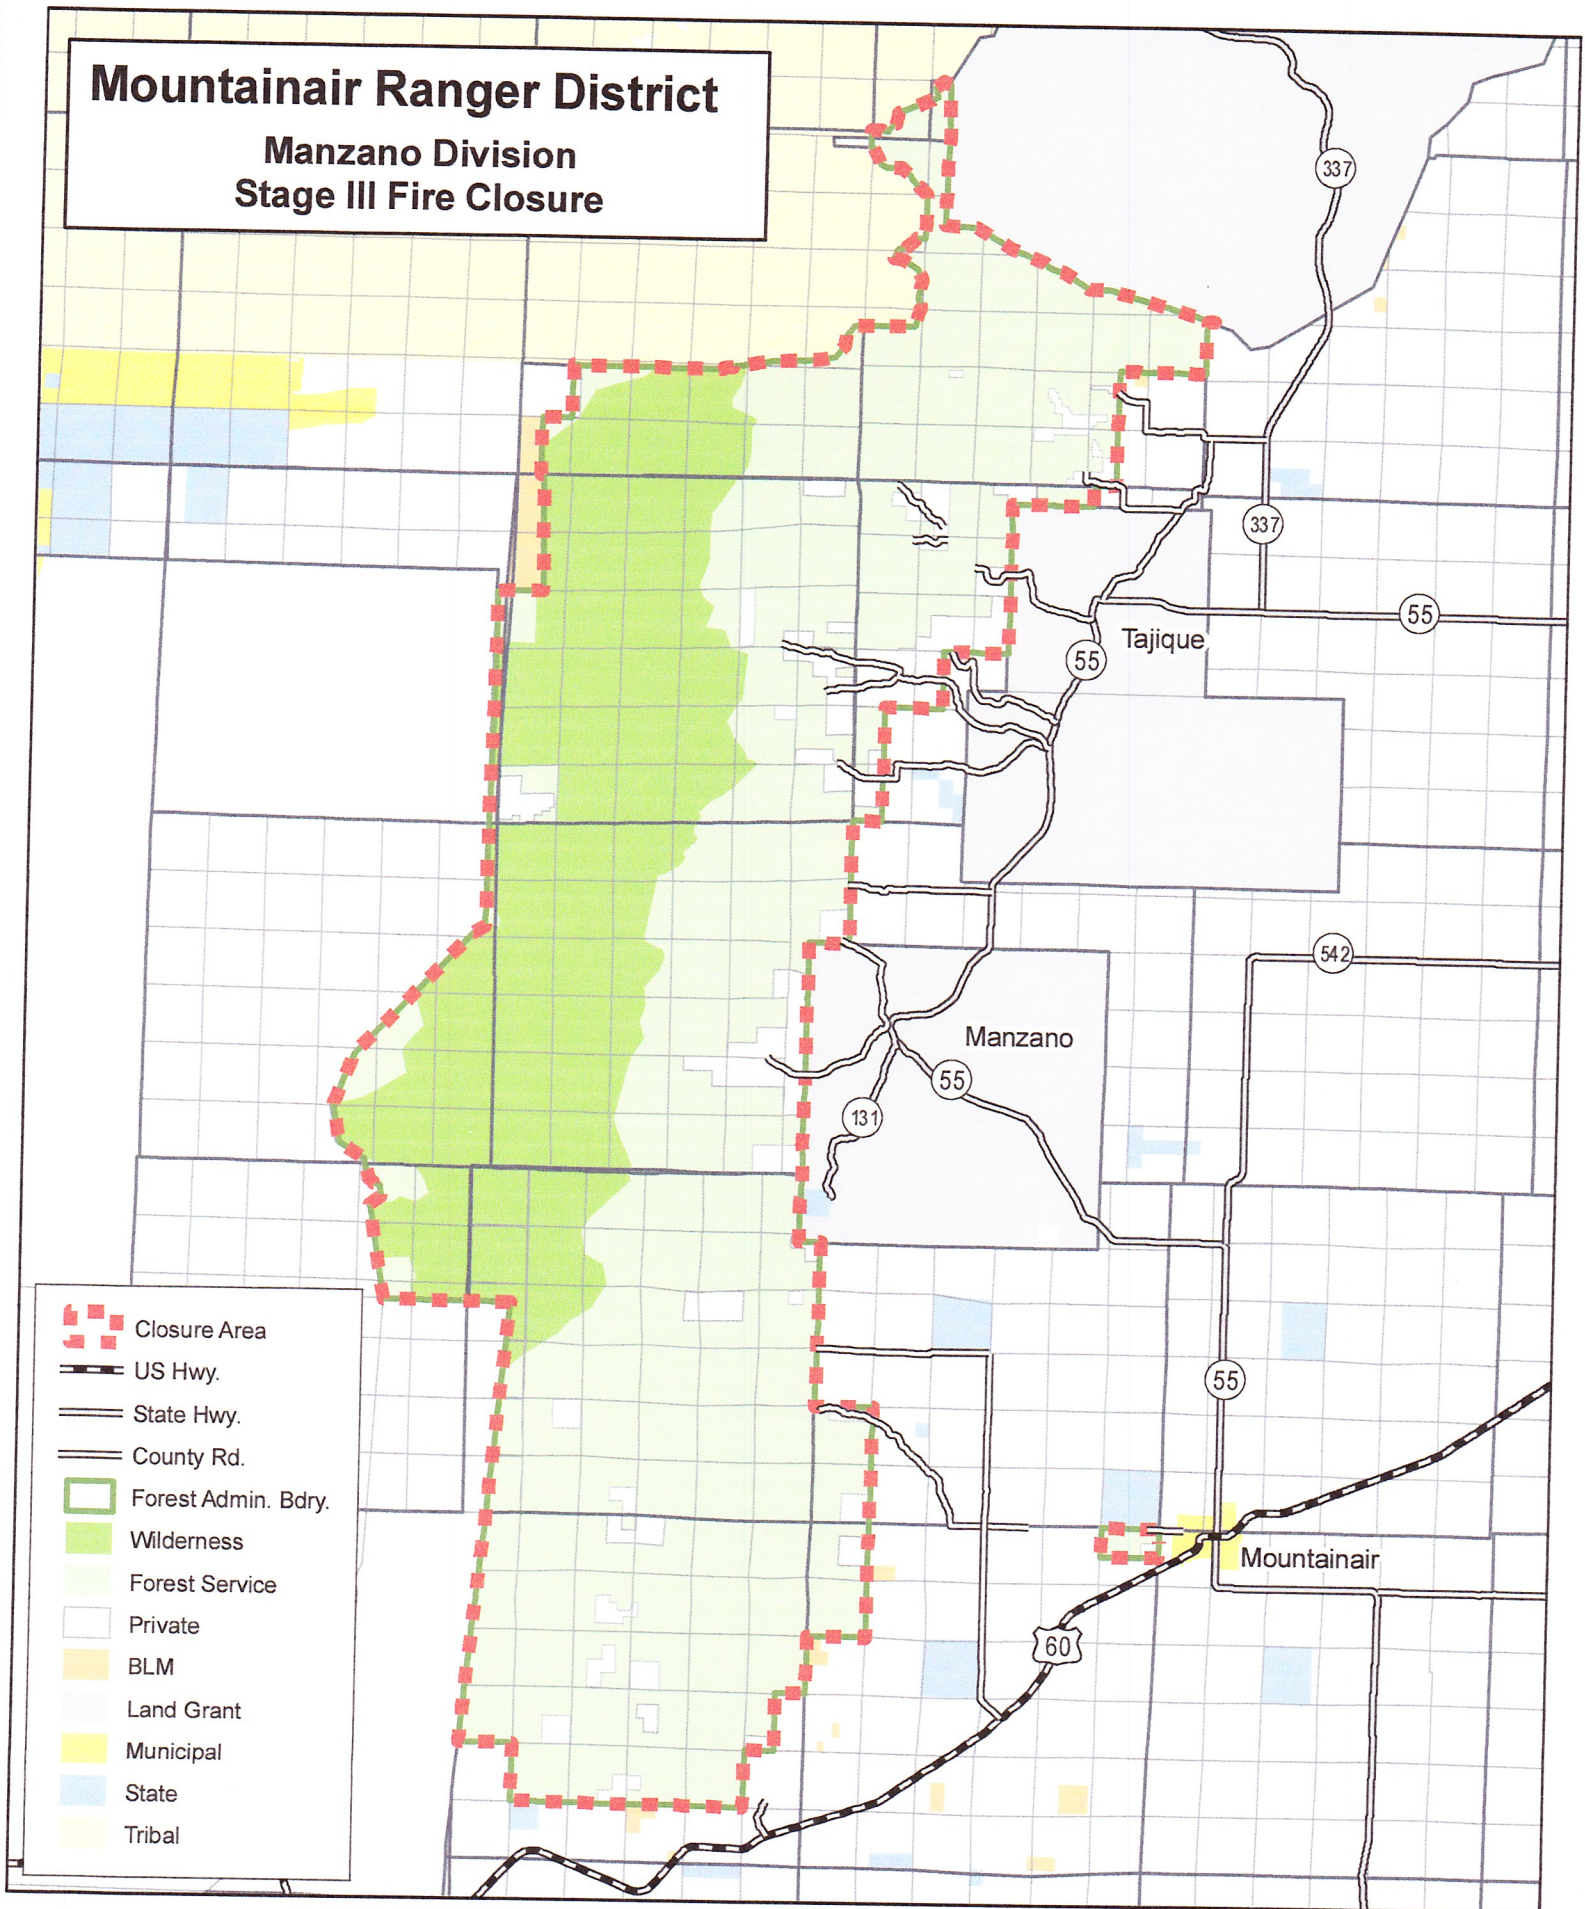 Mountainair Ranger District
Manzano Division
Stage III Fire Closure
337
337
55
Tajique
55
542
Manzano
55
131
55
Mountainair
60
Closure Area
US Hwy.
State Hwy.
County Rd.
Forest Admin. Bdry.
Wilderness
Forest Service
Private
BLM
Land Grant
Municipal
State
Tribal